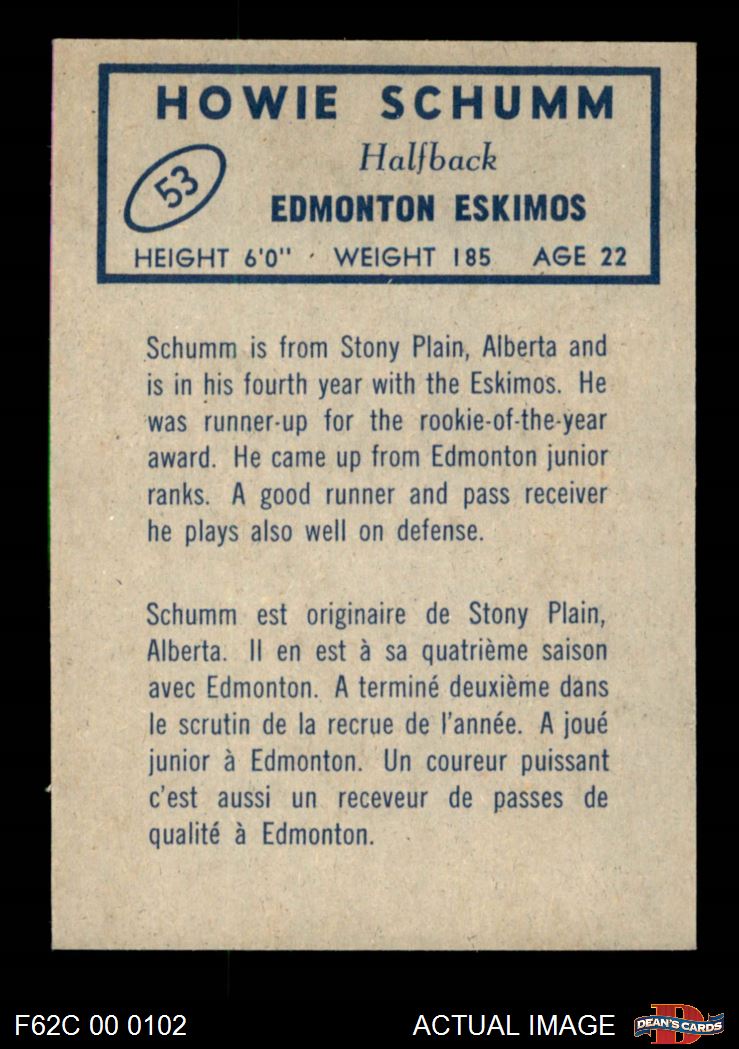 HOWIE SCHUMM
Halfback
53
EDMONTON ESKIMOS
HEIGHT 6'0" WEIGHT 185 AGE 22
Schumm is from Stony Plain, Alberta and
is in his fourth year with the Eskimos. He
was runner-up for the rookie-of-the-year
award. He came up from Edmonton junior
ranks. A good runner and pass receiver
he plays also well on defense.
Schumm est originaire de Stony Plain,
Alberta. Il en est à sa quatrième saison
avec Edmonton. A terminé deuxième dans
le scrutin de la recrue de l'année. A joué
junior à Edmonton. Un coureur puissant
c'est aussi un receveur de passes de
qualité à Edmonton.
F62C 00 0102
ACTUAL IMAGE
D
DEAN'S CARDS